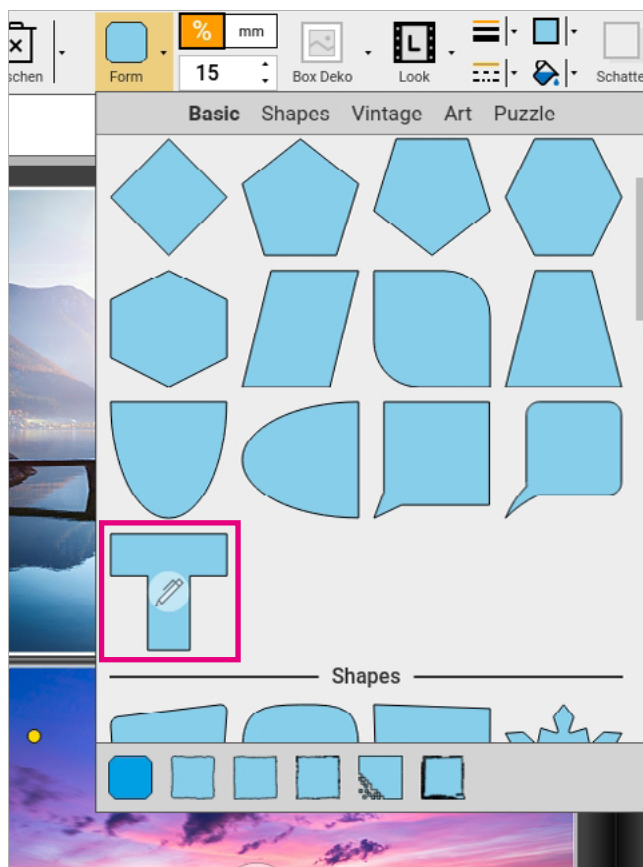 % mm
schen Form 15 Box Deko L Look Schatte
Basic Shapes Vintage Art Puzzle
T
Shapes